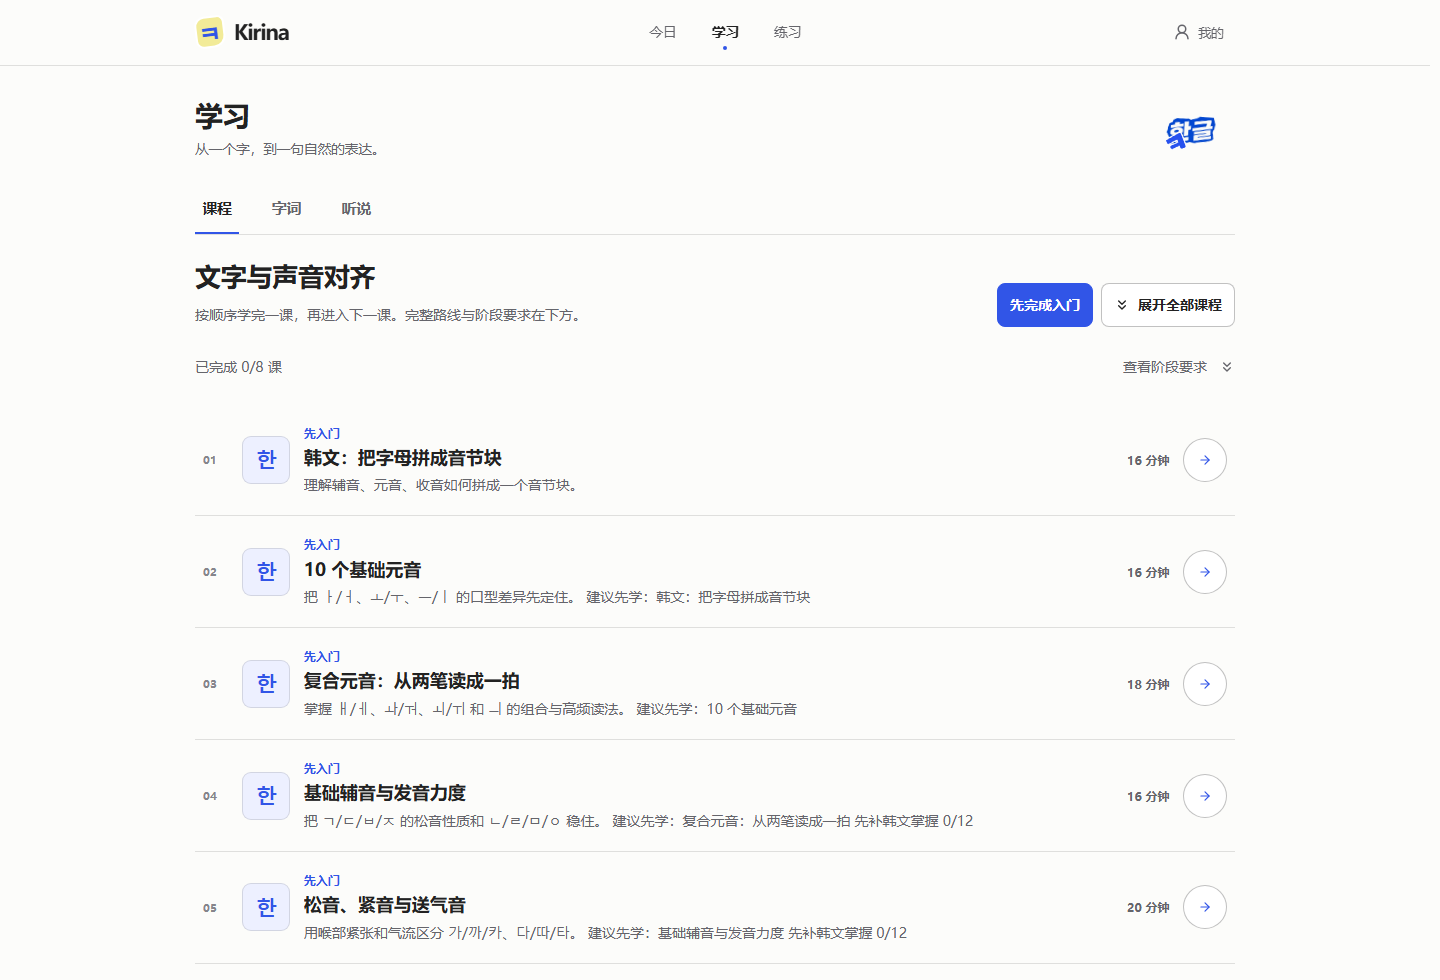 ㅋ Kirina
今日
学习
练习
我的
学习
从一个字，到一句自然的表达。
한글
课程
字词
听说
文字与声音对齐
按顺序学完一课，再进入下一课。完整路线与阶段要求在下方。
先完成入门
展开全部课程
已完成 0/8 课
查看阶段要求
01
한
先入门
韩文：把字母拼成音节块
理解辅音、元音、收音如何拼成一个音节块。
16 分钟
02
한
先入门
10 个基础元音
把 ㅏ/ㅓ、ㅗ/ㅜ、ㅡ/ㅣ 的口型差异先定住。 建议先学：韩文：把字母拼成音节块
16 分钟
03
한
先入门
复合元音：从两笔读成一拍
掌握 ㅐ/ㅔ、ㅘ/ㅝ、ㅚ/ㅟ 和 ㅢ 的组合与高频读法。 建议先学：10 个基础元音
18 分钟
04
한
先入门
基础辅音与发音力度
把 ㄱ/ㄷ/ㅂ/ㅈ 的松音性质和 ㄴ/ㄹ/ㅁ/ㅇ 稳住。 建议先学：复合元音：从两笔读成一拍 先补韩文掌握 0/12
16 分钟
05
한
先入门
松音、紧音与送气音
用喉部紧张和气流区分 가/까/카、다/따/타。 建议先学：基础辅音与发音力度 先补韩文掌握 0/12
20 分钟